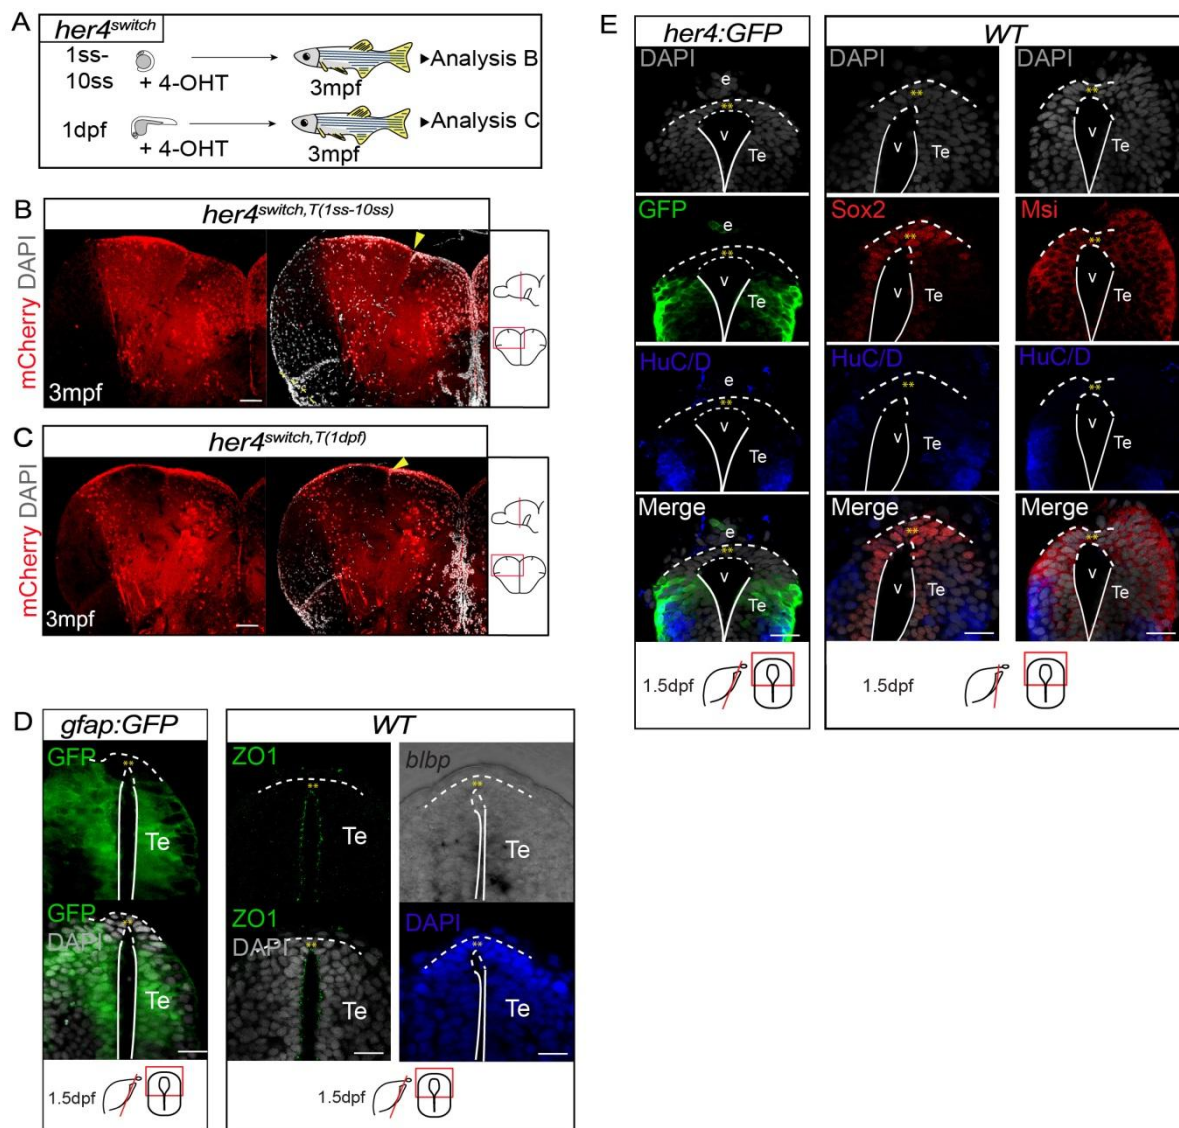 A
her4switch
1ss-
10ss
+ 4-OHT
3mpf
▸Analysis B
1dpf
+ 4-OHT
3mpf
▸Analysis C
B
her4switch,T(1ss-10ss)
mCherry DAPI
3mpf
C
her4switch,T(1dpf)
mCherry DAPI
3mpf
D
gfap:GFP
WT
GFP
**
Te
ZO1
**
Te
blbp
**
Te
GFP
DAPI
**
Te
ZO1
DAPI
**
Te
DAPI
**
Te
1.5dpf
1.5dpf
E
her4:GFP
WT
DAPI
e
**
v
Te
DAPI
**
v
Te
DAPI
**
v
Te
GFP
e
**
v
Te
Sox2
**
v
Te
Msi
**
v
Te
HuC/D
e
**
v
Te
HuC/D
**
v
Te
HuC/D
**
v
Te
Merge
e
**
v
Te
Merge
**
v
Te
Merge
**
v
Te
1.5dpf
1.5dpf